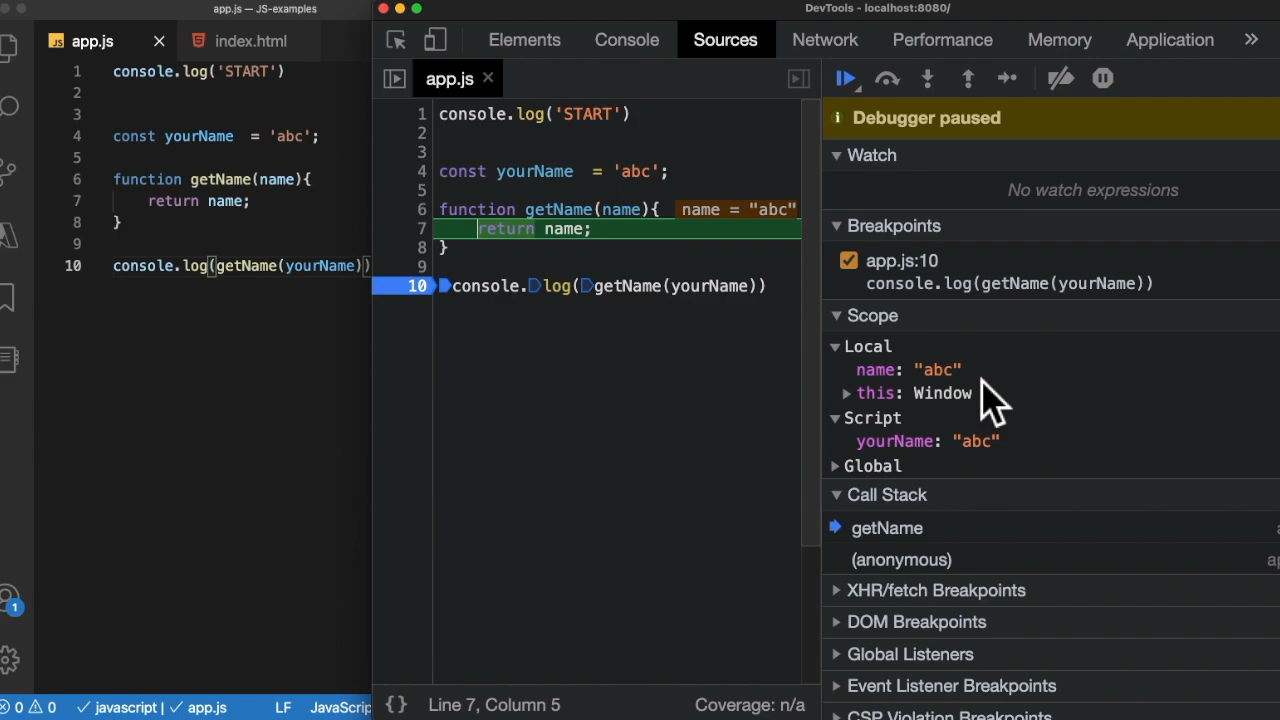 app.js — JS-examples
app.js
index.html
1 console.log('START')
2
3
4 const yourName = 'abc';
5
6 function getName(name){
7 return name;
8 }
9
10 console.log(getName(yourName))
1
0 0 javascript | app.js LF
DevTools - localhost:8080/
Elements Console Sources Network Performance Memory Application »
app.js ×
1 console.log('START')
2
3
4 const yourName = 'abc';
5
6 function getName(name){ name = "abc"
7 return name;
8 }
9
10 console.log(getName(yourName))
{} Line 7, Column 5 Coverage: n/a
Debugger paused
Watch
No watch expressions
Breakpoints
app.js:10
console.log(getName(yourName))
Scope
Local
name: "abc"
this: Window
Script
yourName: "abc"
Global
Call Stack
getName
(anonymous)
XHR/fetch Breakpoints
DOM Breakpoints
Global Listeners
Event Listener Breakpoints
CSP Violation Breakpoints